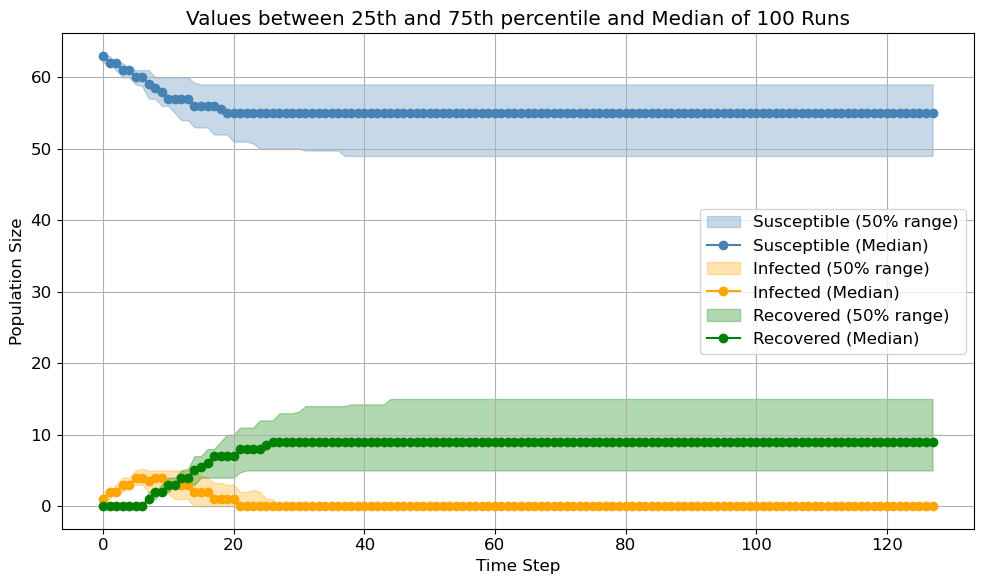 Values between 25th and 75th percentile and Median of 100 Runs
Population Size
60
50
40
30
20
10
0
Susceptible (50% range)
Susceptible (Median)
Infected (50% range)
Infected (Median)
Recovered (50% range)
Recovered (Median)
0 20 40 60 80 100 120
Time Step